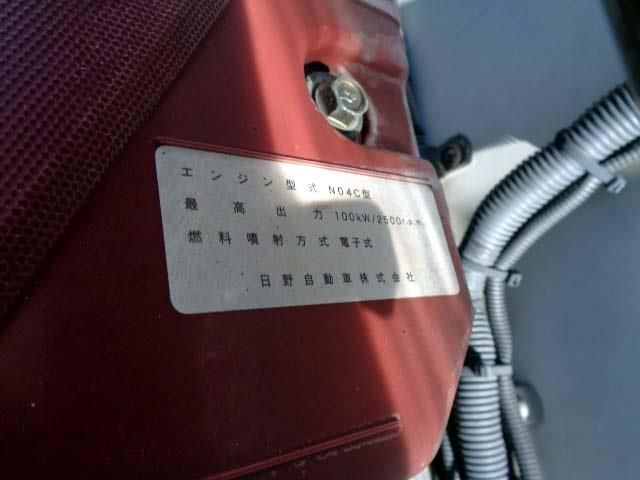 エンジン型式 N04C型
最高出力 100kW/2500r.p.m.
燃料噴射方式 電子式
日野自動車株式会社